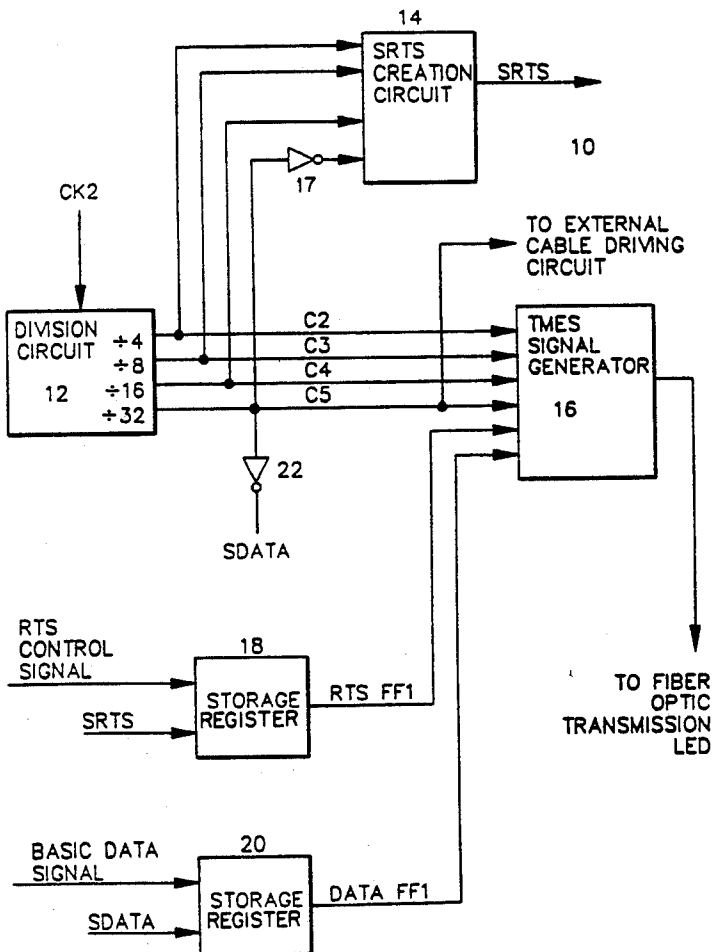 14
SRTS
CREATION
CIRCUIT
SRTS
10
17
CK2
TO EXTERNAL
CABLE DRIVING
CIRCUIT
DIVISION
CIRCUIT
12
÷4
÷8
÷16
÷32
C2
C3
C4
C5
TMES
SIGNAL
GENERATOR
16
22
SDATA
RTS
CONTROL
SIGNAL
SRTS
18
STORAGE
REGISTER
RTS FF1
TO FIBER
OPTIC
TRANSMISSION
LED
BASIC DATA
SIGNAL
SDATA
20
STORAGE
REGISTER
DATA FF1